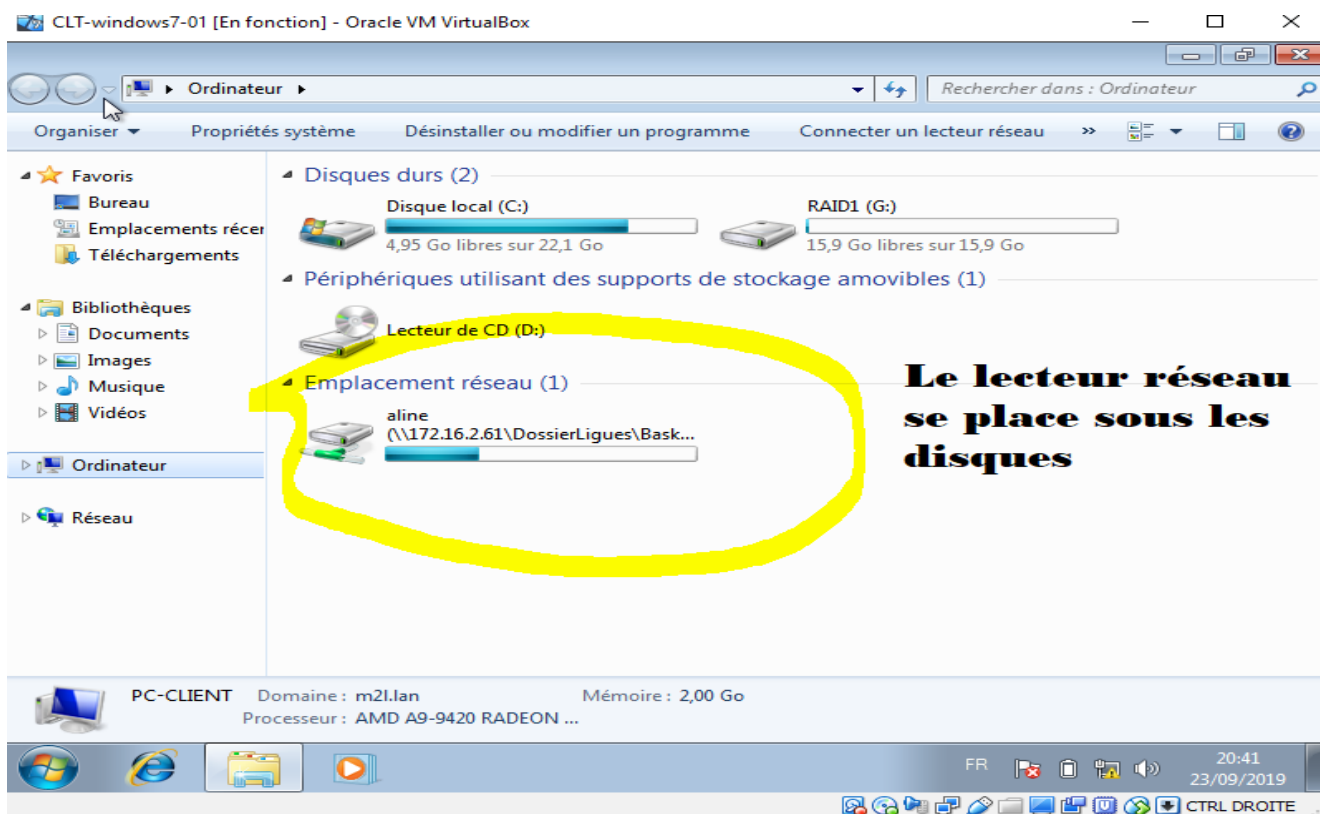 CLT-windows7-01 [En fonction] - Oracle VM VirtualBox
Ordinateur
Rechercher dans : Ordinateur
Organiser
Propriétés système
Désinstaller ou modifier un programme
Connecter un lecteur réseau
»
Favoris
Bureau
Emplacements récer
Téléchargements
Bibliothèques
Documents
Images
Musique
Vidéos
Ordinateur
Réseau
Disques durs (2)
Disque local (C:)
4,95 Go libres sur 22,1 Go
RAID1 (G:)
15,9 Go libres sur 15,9 Go
Périphériques utilisant des supports de stockage amovibles (1)
Lecteur de CD (D:)
Emplacement réseau (1)
aline
(\\172.16.2.61\DossierLigues\Bask...
Le lecteur réseau
se place sous les
disques
PC-CLIENT Domaine : m2l.lan Mémoire : 2,00 Go
Processeur : AMD A9-9420 RADEON ...
FR
20:41
23/09/2019
CTRL DROITE